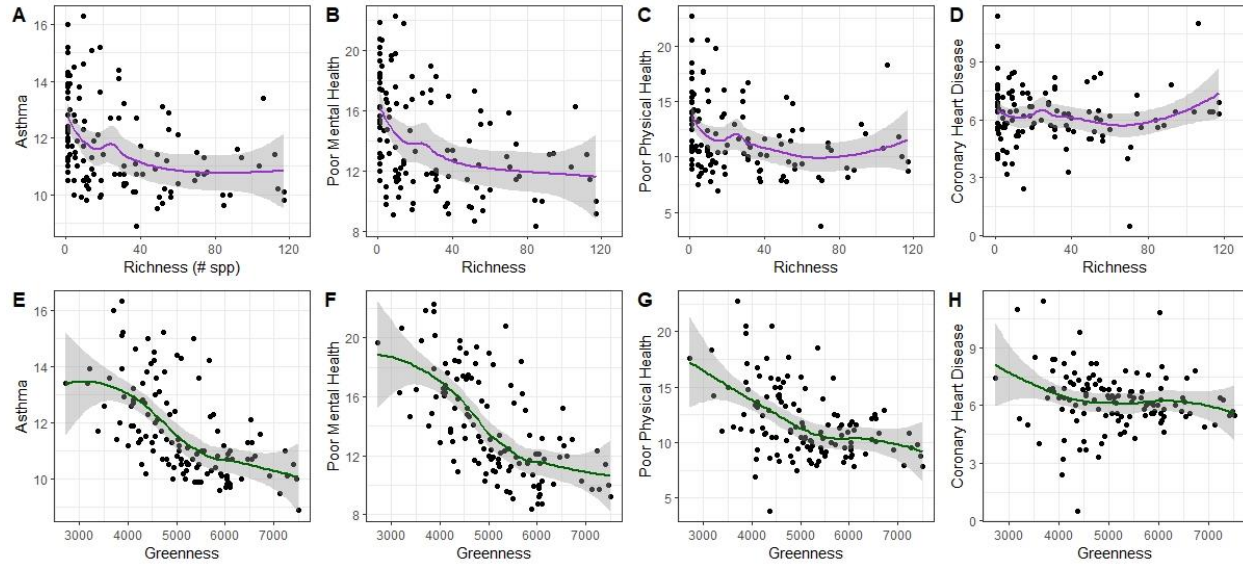 A
Asthma
16
14
12
10
0 40 80 120
Richness (# spp)
B
Poor Mental Health
20
16
12
8
0 40 80 120
Richness
C
Poor Physical Health
20
15
10
5
0 40 80 120
Richness
D
Coronary Heart Disease
9
6
3
0
0 40 80 120
Richness
E
Asthma
16
14
12
10
3000 4000 5000 6000 7000
Greenness
F
Poor Mental Health
20
16
12
8
3000 4000 5000 6000 7000
Greenness
G
Poor Physical Health
20
15
10
5
3000 4000 5000 6000 7000
Greenness
H
Coronary Heart Disease
9
6
3
0
3000 4000 5000 6000 7000
Greenness